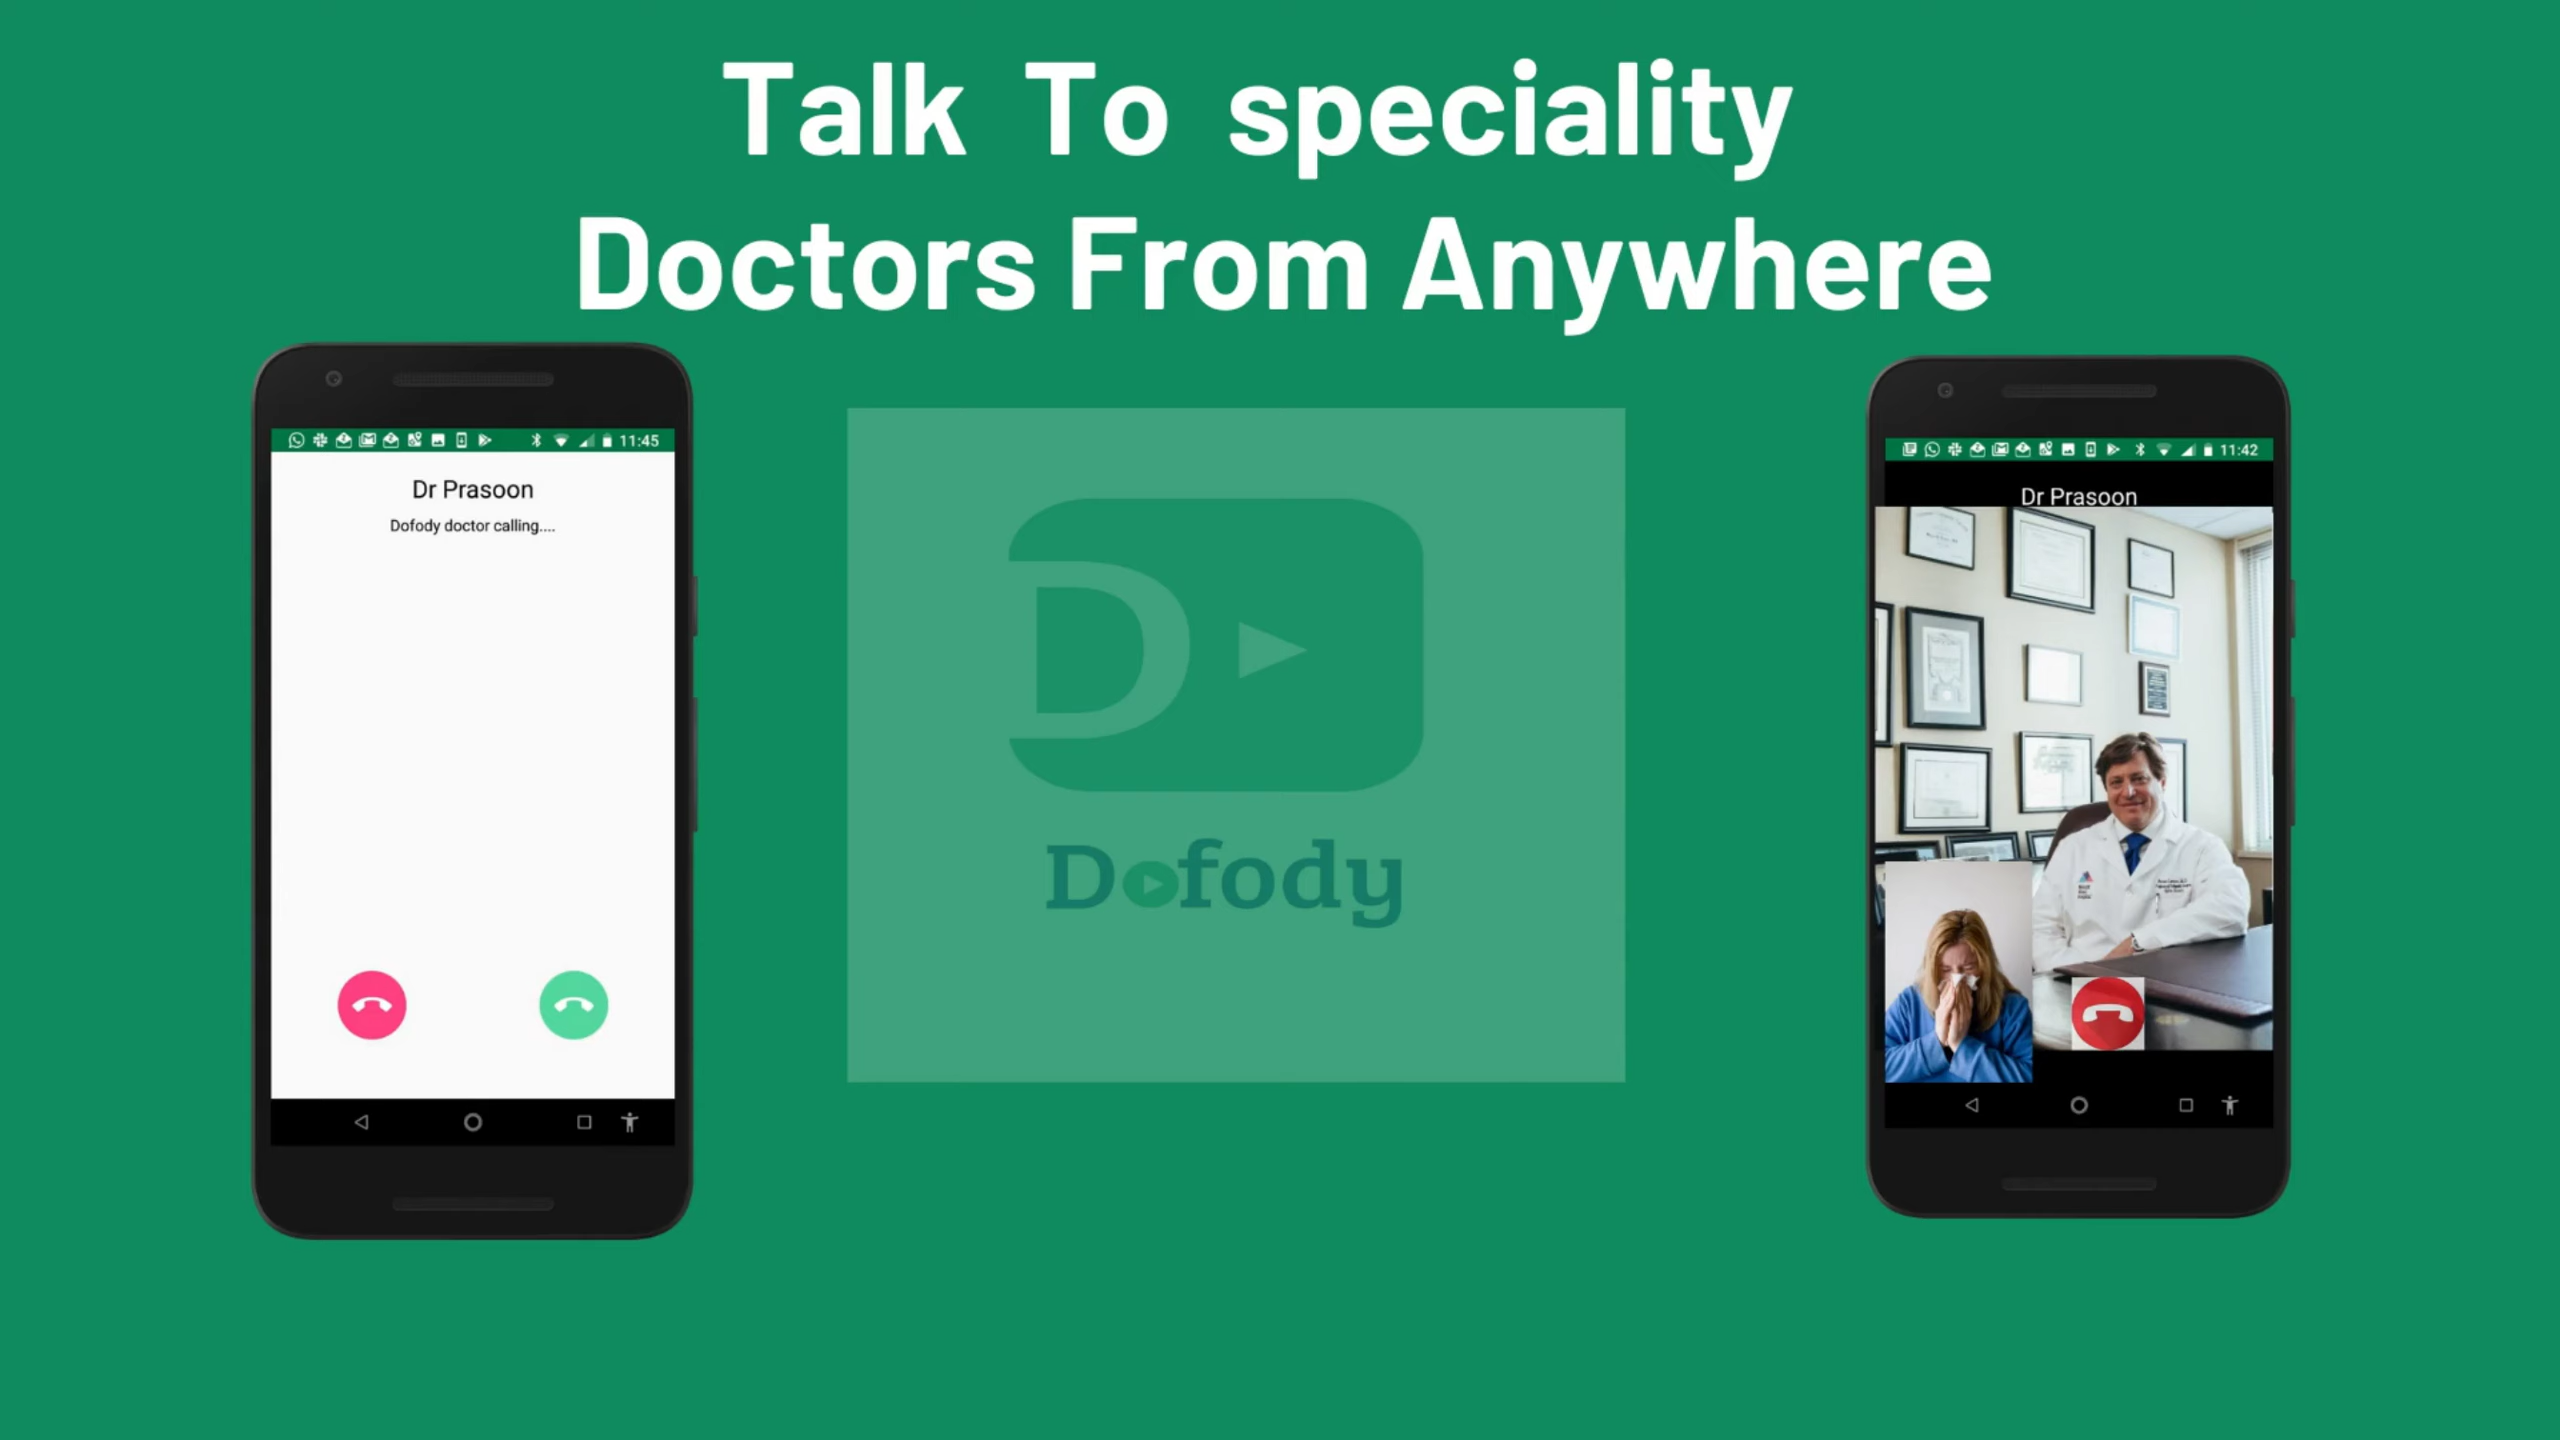 Talk To speciality
Doctors From Anywhere
11:45
Dr Prasoon
Dofody doctor calling....
Dofody
11:42
Dr Prasoon